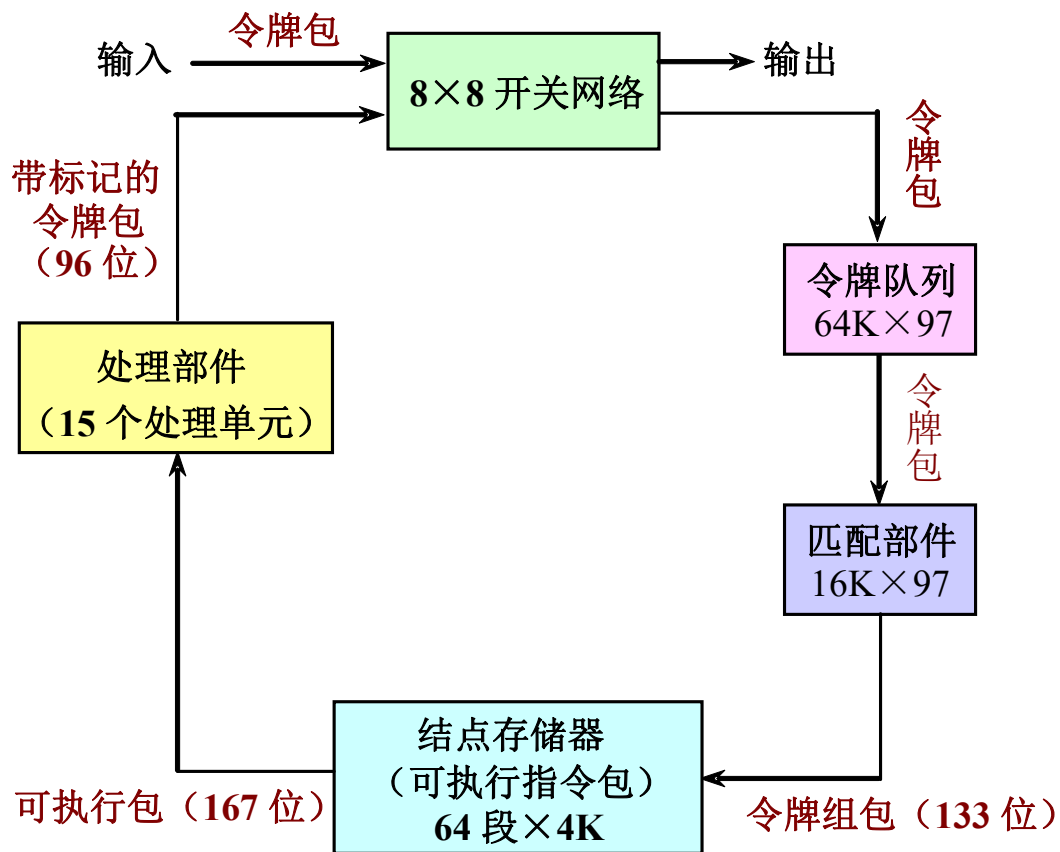 令牌包
输入
输出
8×8 开关网络
令牌包
带标记的
令牌包
（96 位）
令牌队列
64K×97
处理部件
（15 个处理单元）
令牌包
匹配部件
16K×97
结点存储器
（可执行指令包）
64 段×4K
可执行包（167 位）
令牌组包（133 位）